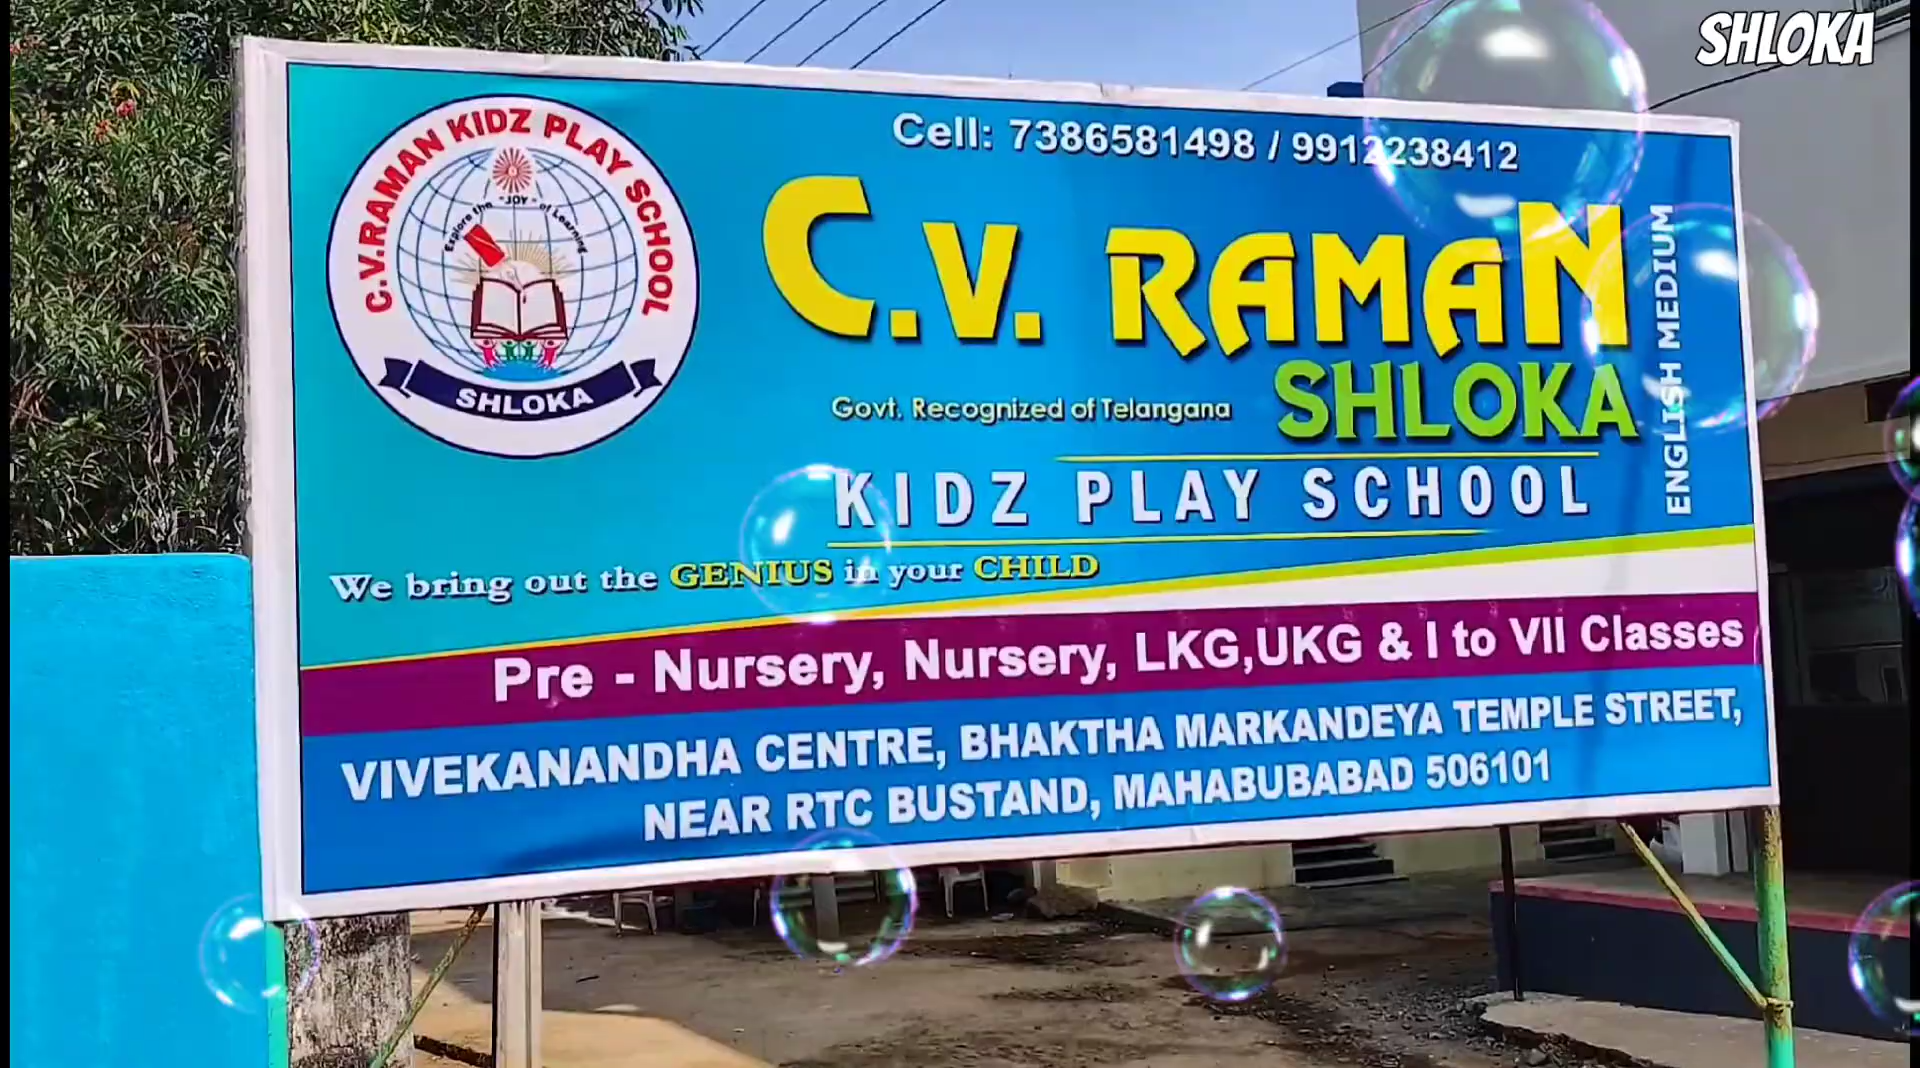 SHLOKA
C.V.RAMAN KIDZ PLAY SCHOOL
Explore the "JOY" of Learning
SHLOKA
Cell: 7386581498 / 9912238412
C.V. RAMAN
SHLOKA
ENGLISH MEDIUM
Govt. Recognized of Telangana
KIDZ PLAY SCHOOL
We bring out the GENIUS in your CHILD
Pre - Nursery, Nursery, LKG,UKG & I to VII Classes
VIVEKANANDHA CENTRE, BHAKTHA MARKANDEYA TEMPLE STREET,
NEAR RTC BUSTAND, MAHABUBABAD 506101